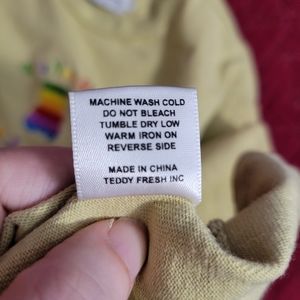 MACHINE WASH COLD
DO NOT BLEACH
TUMBLE DRY LOW
WARM IRON ON
REVERSE SIDE
MADE IN CHINA
TEDDY FRESH INC